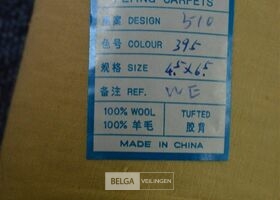 CARPETS
DESIGN 510
色号 COLOUR 395
规格 SIZE 4.5x6.5
备注 REF. WE
100% WOOL
100% 羊毛
TUFTED
胶背
MADE IN CHINA
BELGA VEILINGEN